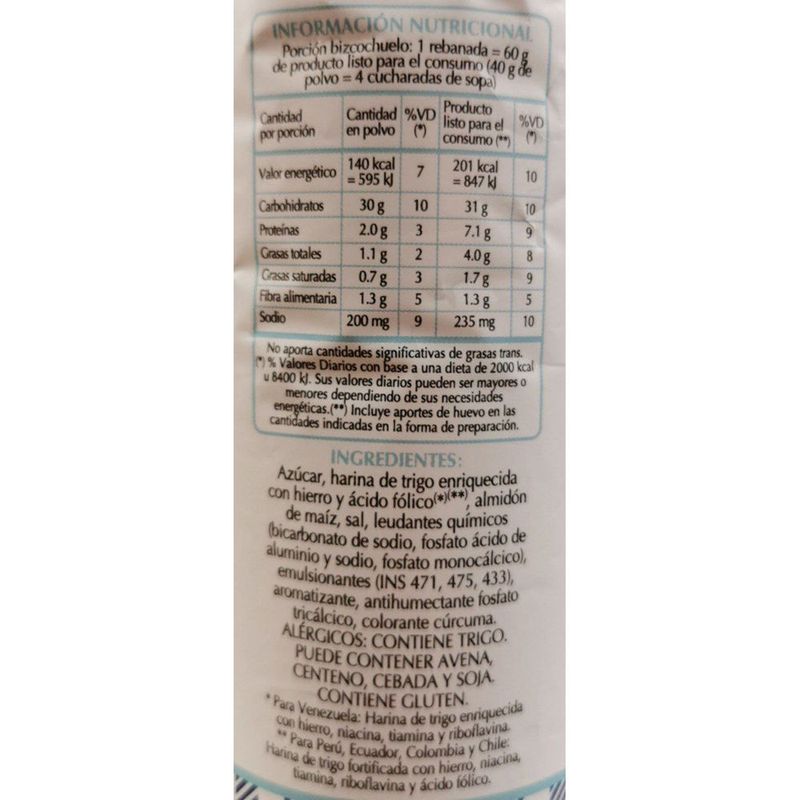 INFORMACIÓN NUTRICIONAL
Porción bizcochuelo: 1 rebanada = 60 g
de producto listo para el consumo (40 g de
polvo = 4 cucharadas de sopa)
Cantidad por porción | Cantidad en polvo | %VD (*) | Producto listo para el consumo (**) | %VD (*)
Valor energético | 140 kcal = 595 kJ | 7 | 201 kcal = 847 kJ | 10
Carbohidratos | 30 g | 10 | 31 g | 10
Proteínas | 2.0 g | 3 | 7.1 g | 9
Grasas totales | 1.1 g | 2 | 4.0 g | 8
Grasas saturadas | 0.7 g | 3 | 1.7 g | 9
Fibra alimentaria | 1.3 g | 5 | 1.3 g | 5
Sodio | 200 mg | 9 | 235 mg | 10
No aporta cantidades significativas de grasas trans.
(*) % Valores Diarios con base a una dieta de 2000 kcal
u 8400 kJ. Sus valores diarios pueden ser mayores o
menores dependiendo de sus necesidades
energéticas.(**) Incluye aportes de huevo en las
cantidades indicadas en la forma de preparación.
INGREDIENTES:
Azúcar, harina de trigo enriquecida
con hierro y ácido fólico(*)(**), almidón
de maíz, sal, leudantes químicos
(bicarbonato de sodio, fosfato ácido de
aluminio y sodio, fosfato monocálcico),
emulsionantes (INS 471, 475, 433),
aromatizante, antihumectante fosfato
tricálcico, colorante cúrcuma.
ALÉRGICOS: CONTIENE TRIGO.
PUEDE CONTENER AVENA,
CENTENO, CEBADA Y SOJA.
CONTIENE GLUTEN.
* Para Venezuela: Harina de trigo enriquecida
con hierro, niacina, tiamina y riboflavina.
** Para Perú, Ecuador, Colombia y Chile:
Harina de trigo fortificada con hierro, niacina,
tiamina, riboflavina y ácido fólico.